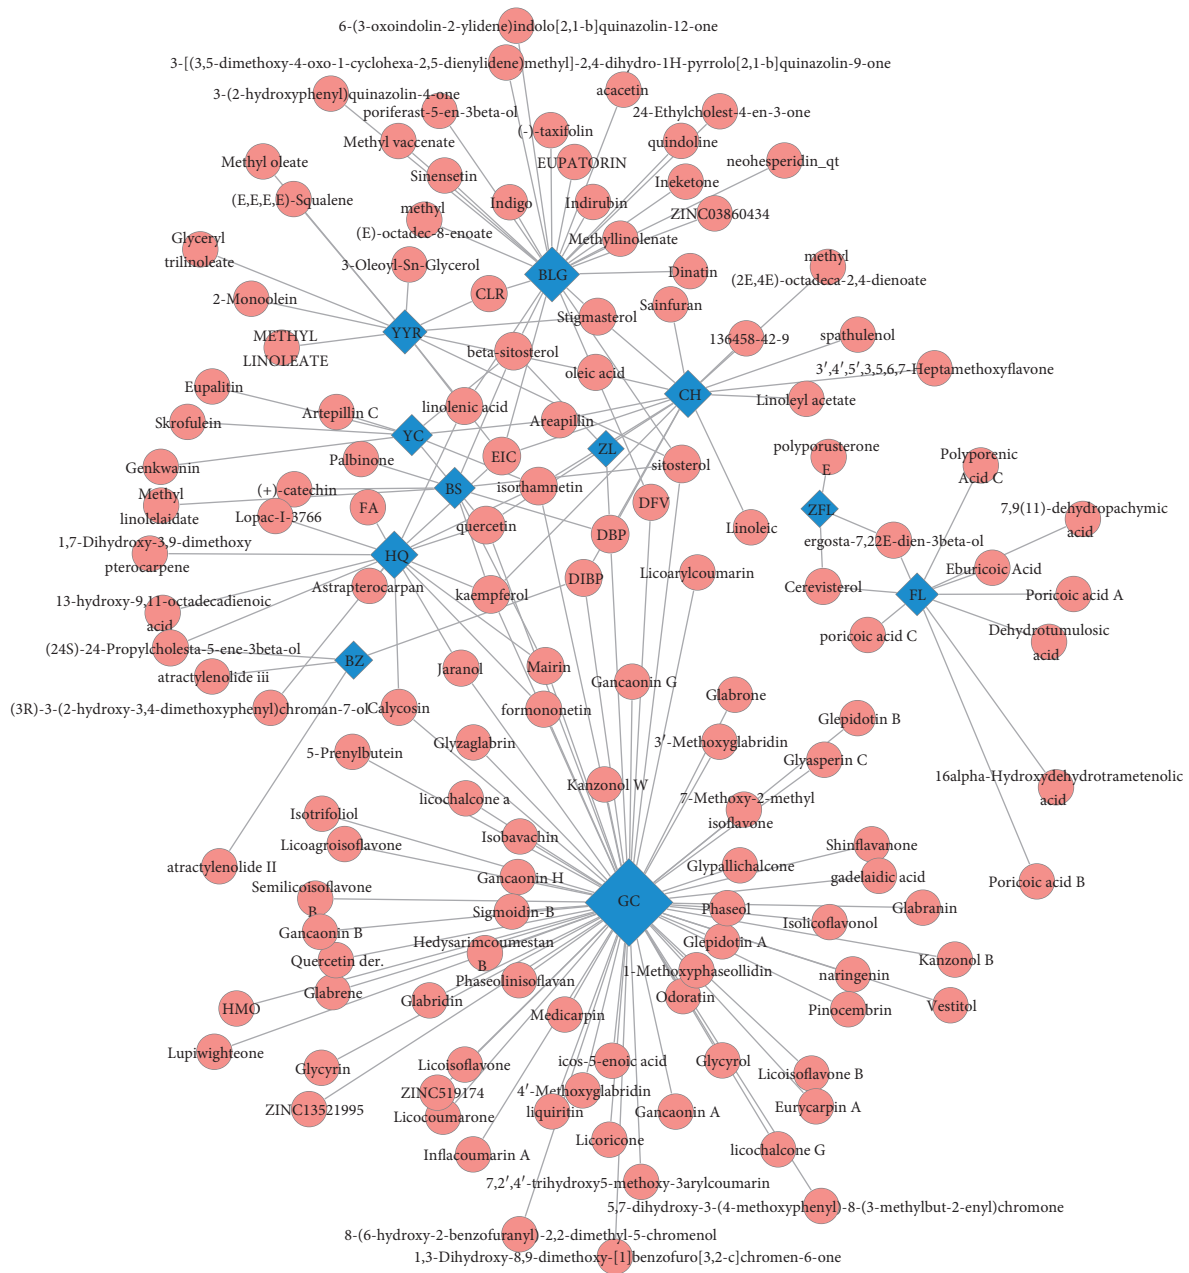 6-(3-oxoindolin-2-ylidene)indolo[2,1-b]quinazolin-12-one
3-[(3,5-dimethoxy-4-oxo-1-cyclohexa-2,5-dienylidene)methyl]-2,4-dihydro-1H-pyrrolo[2,1-b]quinazolin-9-one
3-(2-hydroxyphenyl)quinazolin-4-one
acacetin
poriferast-5-en-3beta-ol
24-Ethylcholest-4-en-3-one
(-)-taxifolin
Methyl vaccenate
quindoline
Methyl oleate
EUPATORIN
neohesperidin_qt
Sinensetin
Ineketone
(E,E,E,E)-Squalene
Indigo
Indirubin
methyl
(E)-octadec-8-enoate
ZINC03860434
Glyceryl
trilinoleate
Methyllinolenate
3-Oleoyl-Sn-Glycerol
BLG
Dinatin
methyl
(2E,4E)-octadeca-2,4-dienoate
2-Monoolein
CLR
Sainfuran
Stigmasterol
YYR
METHYL
LINOLEATE
136458-42-9
spathulenol
beta-sitosterol
oleic acid
3′,4′,5′,3,5,6,7-Heptamethoxyflavone
Eupalitin
CH
Linoleyl acetate
Artepillin C
linolenic acid
Areapillin
Skrofulein
YC
ZL
polyporusterone
E
Polyporenic
Acid C
Genkwanin
Palbinone
EIC
sitosterol
(+)-catechin
BS
isorhamnetin
Methyl
linolelaidate
Lopac-I-3766
FA
DFV
ZFL
7,9(11)-dehydropachymic
acid
quercetin
Linoleic
DBP
ergosta-7,22E-dien-3beta-ol
1,7-Dihydroxy-3,9-dimethoxy
pterocarpene
HQ
Eburicoic Acid
Astrapterocarpan
DIBP
Licoarylcoumarin
Cerevisterol
FL
Poricoic acid A
kaempferol
13-hydroxy-9,11-octadecadienoic
acid
poricoic acid C
Dehydrotumulosic
acid
(24S)-24-Propylcholesta-5-ene-3beta-ol
BZ
atractylenolide iii
Jaranol
Mairin
Gancaonin G
Glabrone
(3R)-3-(2-hydroxy-3,4-dimethoxyphenyl)chroman-7-ol
Calycosin
formononetin
Glepidotin B
Glyzaglabrin
3′-Methoxyglabridin
5-Prenylbutein
Glyasperin C
Kanzonol W
16alpha-Hydroxydehydrotrametenolic
acid
licochalcone a
7-Methoxy-2-methyl
isoflavone
Isotrifoliol
Isobavachin
Licoagroisoflavone
Shinflavanone
atractylenolide II
Glypallichalcone
Gancaonin H
gadelaidic acid
Poricoic acid B
Semilicoisoflavone
B
GC
Sigmoidin-B
Phaseol
Glabranin
Isolicoflavonol
Gancaonin B
Hedysarimcoumestan
B
Glepidotin A
Quercetin der.
Kanzonol B
1-Methoxyphaseollidin
naringenin
Phaseolinisoflavan
Glabrene
Glabridin
Odoratin
HMO
Medicarpin
Pinocembrin
Vestitol
Lupiwighteone
Licoisoflavone
icos-5-enoic acid
Glycyrol
Glycyrin
Licoisoflavone B
ZINC519174
4′-Methoxyglabridin
ZINC13521995
Licocoumarone
liquiritin
Gancaonin A
Eurycarpin A
Inflacoumarin A
Licoricone
licochalcone G
7,2′,4′-trihydroxy5-methoxy-3arylcoumarin
5,7-dihydroxy-3-(4-methoxyphenyl)-8-(3-methylbut-2-enyl)chromone
8-(6-hydroxy-2-benzofuranyl)-2,2-dimethyl-5-chromenol
1,3-Dihydroxy-8,9-dimethoxy-[1]benzofuro[3,2-c]chromen-6-one